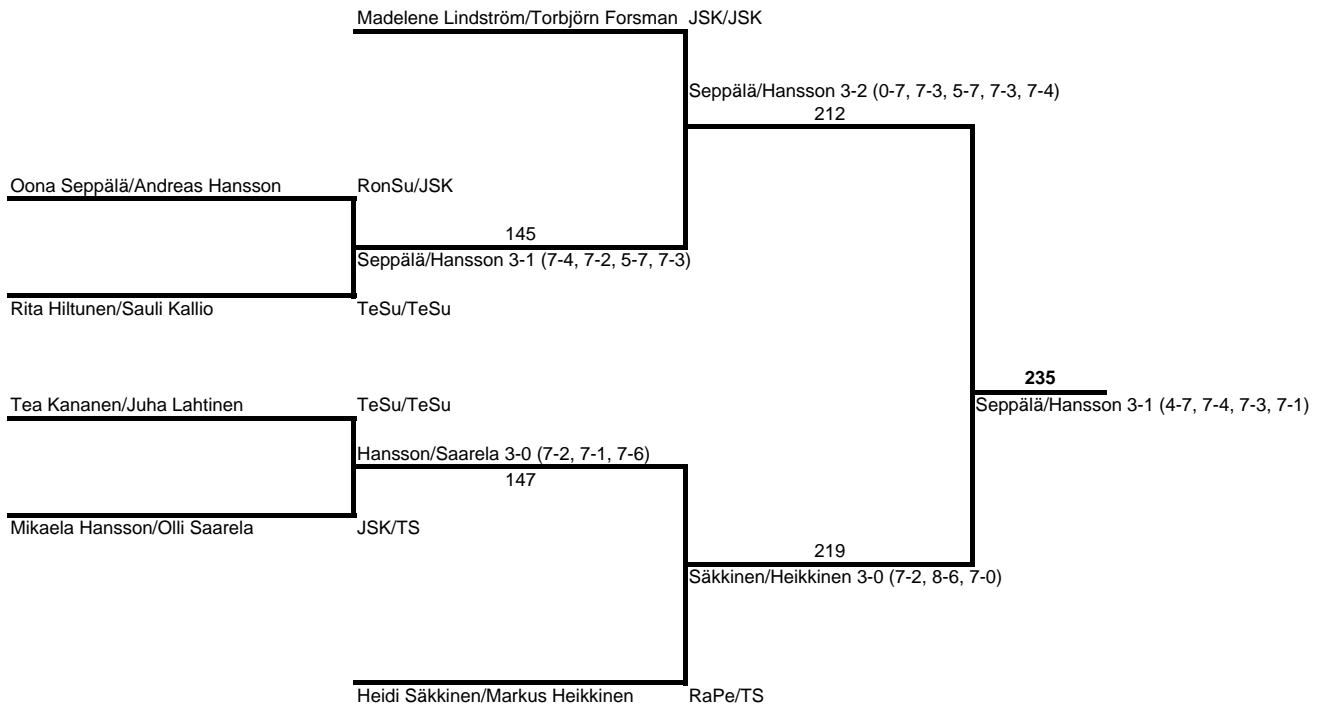 Madelene Lindström/Torbjörn Forsman JSK/JSK
Seppälä/Hansson 3-2 (0-7, 7-3, 5-7, 7-3, 7-4)
212
Oona Seppälä/Andreas Hansson RonSu/JSK
145
Seppälä/Hansson 3-1 (7-4, 7-2, 5-7, 7-3)
Rita Hiltunen/Sauli Kallio TeSu/TeSu
235
Tea Kananen/Juha Lahtinen TeSu/TeSu
Seppälä/Hansson 3-1 (4-7, 7-4, 7-3, 7-1)
Hansson/Saarela 3-0 (7-2, 7-1, 7-6)
147
Mikaela Hansson/Olli Saarela JSK/TS
219
Säkkinen/Heikkinen 3-0 (7-2, 8-6, 7-0)
Heidi Säkkinen/Markus Heikkinen RaPe/TS